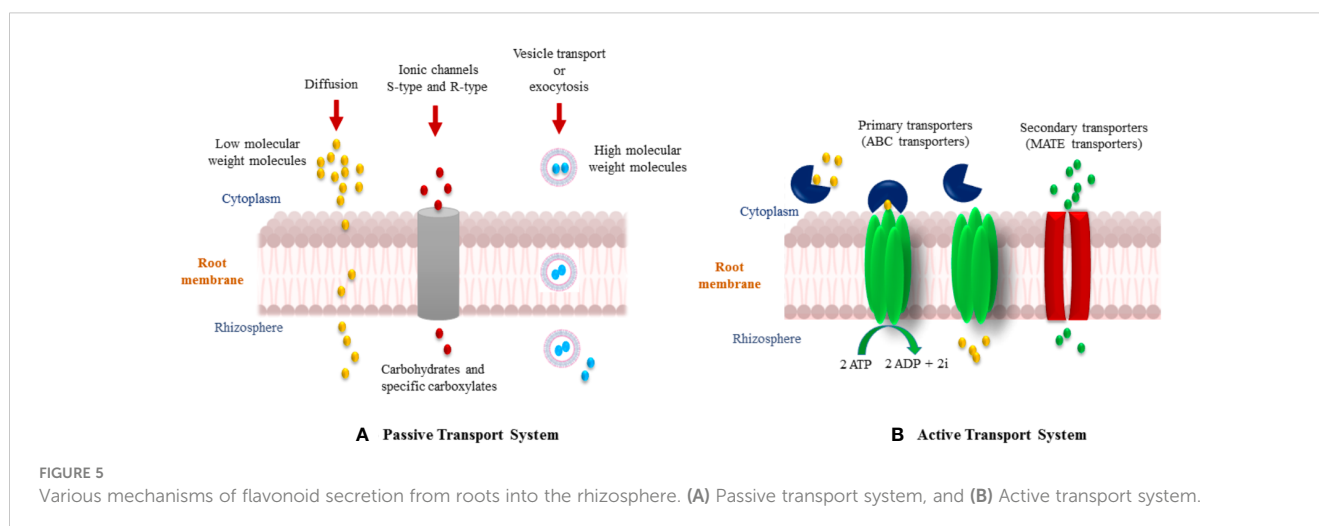 Diffusion
Ionic channels
S-type and R-type
Vesicle transport
or
exocytosis
Low molecular
weight molecules
High molecular
weight molecules
Cytoplasm
Root
membrane
Rhizosphere
Carbohydrates and
specific carboxylates
A Passive Transport System
Primary transporters
(ABC transporters)
Secondary transporters
(MATE transporters)
Cytoplasm
Root
membrane
Rhizosphere
2 ATP 2 ADP + 2i
B Active Transport System
FIGURE 5
Various mechanisms of flavonoid secretion from roots into the rhizosphere. (A) Passive transport system, and (B) Active transport system.